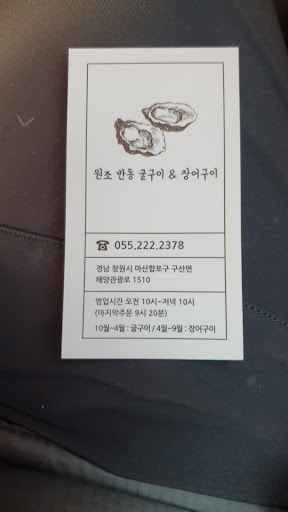 원조 반동 굴구이 & 장어구이
☎ 055.222.2378
경남 창원시 마산합포구 구산면
해양관광로 1510
영업시간 오전 10시~저녁 10시
(마지막주문 9시 20분)
10월~4월 : 굴구이 / 4월~9월 : 장어구이